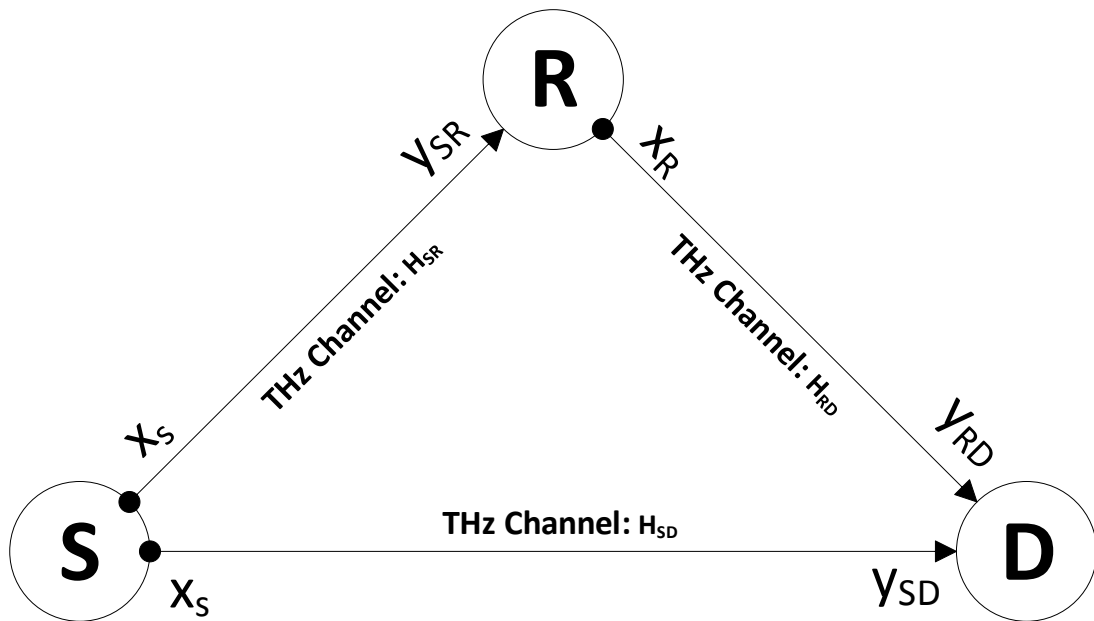 R
ySR
xR
THz Channel: HSR
THz Channel: HRD
xS
yRD
S
THz Channel: HSD
D
xS
ySD